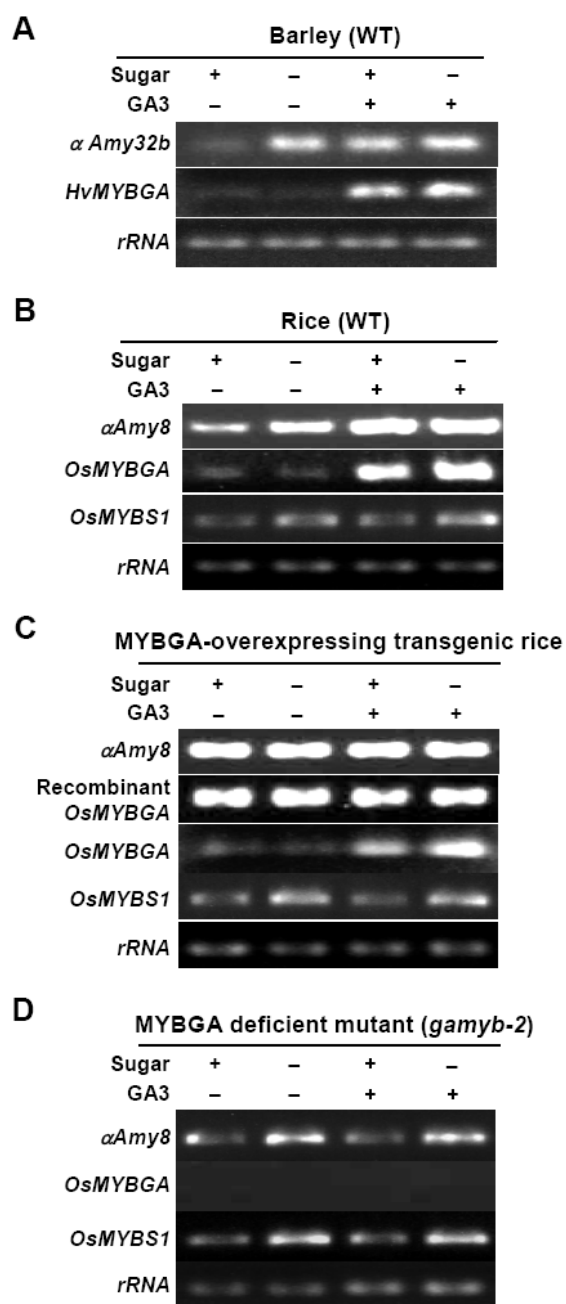 A
Barley (WT)
Sugar + – + –
GA3 – – + +
α Amy32b
HvMYBGA
rRNA
B
Rice (WT)
Sugar + – + –
GA3 – – + +
αAmy8
OsMYBGA
OsMYBS1
rRNA
C
MYBGA-overexpressing transgenic rice
Sugar + – + –
GA3 – – + +
αAmy8
Recombinant
OsMYBGA
OsMYBGA
OsMYBS1
rRNA
D
MYBGA deficient mutant (gamyb-2)
Sugar + – + –
GA3 – – + +
αAmy8
OsMYBGA
OsMYBS1
rRNA